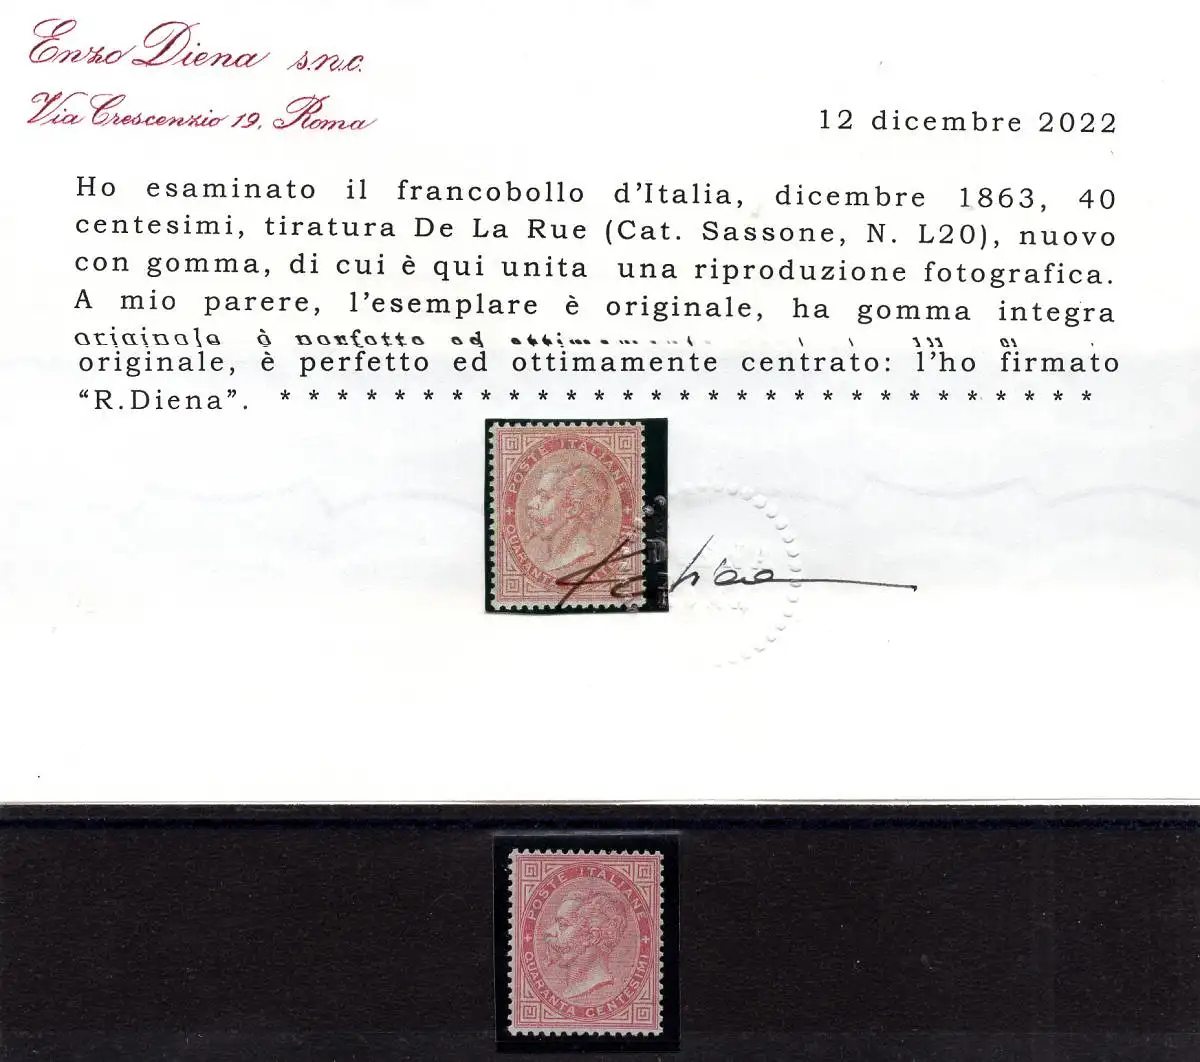 Enzo Diena s.n.c.
Via Crescenzio 19, Roma
12 dicembre 2022
Ho esaminato il francobollo d'Italia, dicembre 1863, 40
centesimi, tiratura De La Rue (Cat. Sassone, N. L20), nuovo
con gomma, di cui è qui unita una riproduzione fotografica.
A mio parere, l'esemplare è originale, ha gomma integra
originale, è perfetto ed ottimamente centrato: l'ho firmato
"R.Diena". * * * * * * * * * * * * * * * * * * * * * * * * * * * * *
POSTE ITALIANE
QUARANTA CENTESIMI
POSTE ITALIANE
QUARANTA CENTESIMI